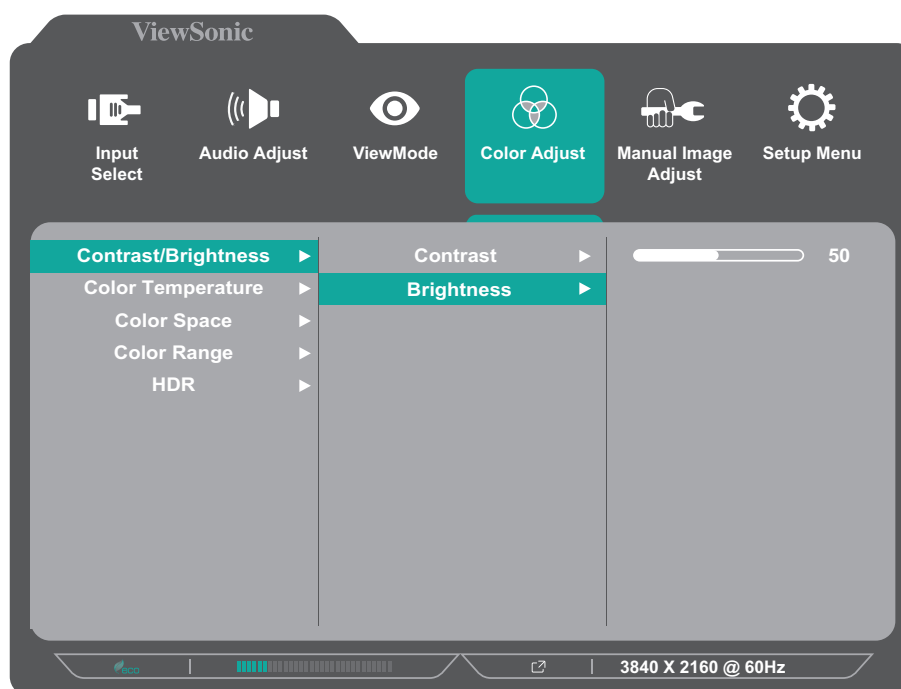 ViewSonic
Input Select
Audio Adjust
ViewMode
Color Adjust
Manual Image Adjust
Setup Menu
Contrast/Brightness
Color Temperature
Color Space
Color Range
HDR
Contrast
Brightness
50
eco
3840 X 2160 @ 60Hz